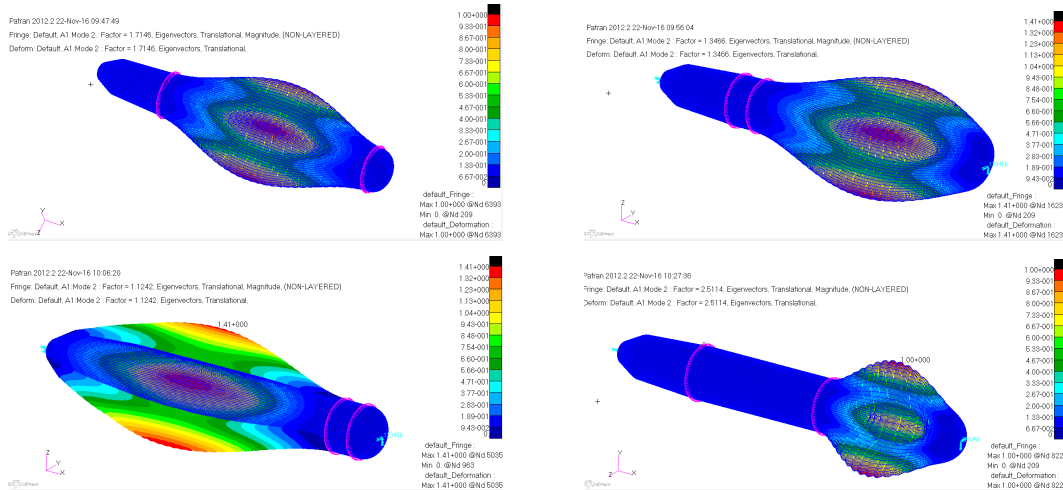 Patran 2012.2 22-Nov-16 09:47:49
Fringe: Default, A1:Mode 2 : Factor = 1.7146, Eigenvectors, Translational, Magnitude, (NON-LAYERED)
Deform: Default, A1:Mode 2 : Factor = 1.7146, Eigenvectors, Translational,
1.00+000
9.33-001
8.67-001
8.00-001
7.33-001
6.67-001
6.00-001
5.33-001
4.67-001
4.00-001
3.33-001
2.67-001
2.00-001
1.33-001
6.67-002
0.
default_Fringe :
Max 1.00+000 @Nd 6393
Min 0. @Nd 209
default_Deformation :
Max 1.00+000 @Nd 6393
Y
X
Z
Patran 2012.2 22-Nov-16 09:56:04
Fringe: Default, A1:Mode 2 : Factor = 1.3466, Eigenvectors, Translational, Magnitude, (NON-LAYERED)
Deform: Default, A1:Mode 2 : Factor = 1.3466, Eigenvectors, Translational,
1.41+000
1.32+000
1.23+000
1.13+000
1.04+000
9.43-001
8.48-001
7.54-001
6.60-001
5.66-001
4.71-001
3.77-001
2.83-001
1.89-001
9.43-002
0.
default_Fringe :
Max 1.41+000 @Nd 1623
Min 0. @Nd 209
default_Deformation :
Max 1.41+000 @Nd 1623
Z
Y
X
Patran 2012.2 22-Nov-16 10:06:20
Fringe: Default, A1:Mode 2 : Factor = 1.1242, Eigenvectors, Translational, Magnitude, (NON-LAYERED)
Deform: Default, A1:Mode 2 : Factor = 1.1242, Eigenvectors, Translational,
1.41+000
1.41+000
1.32+000
1.23+000
1.13+000
1.04+000
9.43-001
8.48-001
7.54-001
6.60-001
5.66-001
4.71-001
3.77-001
2.83-001
1.89-001
9.43-002
0.
default_Fringe :
Max 1.41+000 @Nd 5035
Min 0. @Nd 963
default_Deformation :
Max 1.41+000 @Nd 5035
Z
Y
X
Patran 2012.2 22-Nov-16 10:27:36
Fringe: Default, A1:Mode 2 : Factor = 2.5114, Eigenvectors, Translational, Magnitude, (NON-LAYERED)
Deform: Default, A1:Mode 2 : Factor = 2.5114, Eigenvectors, Translational,
1.00+000
1.00+000
9.33-001
8.67-001
8.00-001
7.33-001
6.67-001
6.00-001
5.33-001
4.67-001
4.00-001
3.33-001
2.67-001
2.00-001
1.33-001
6.67-002
0.
default_Fringe :
Max 1.00+000 @Nd 822
Min 0. @Nd 209
default_Deformation :
Max 1.00+000 @Nd 822
Y
X
Z